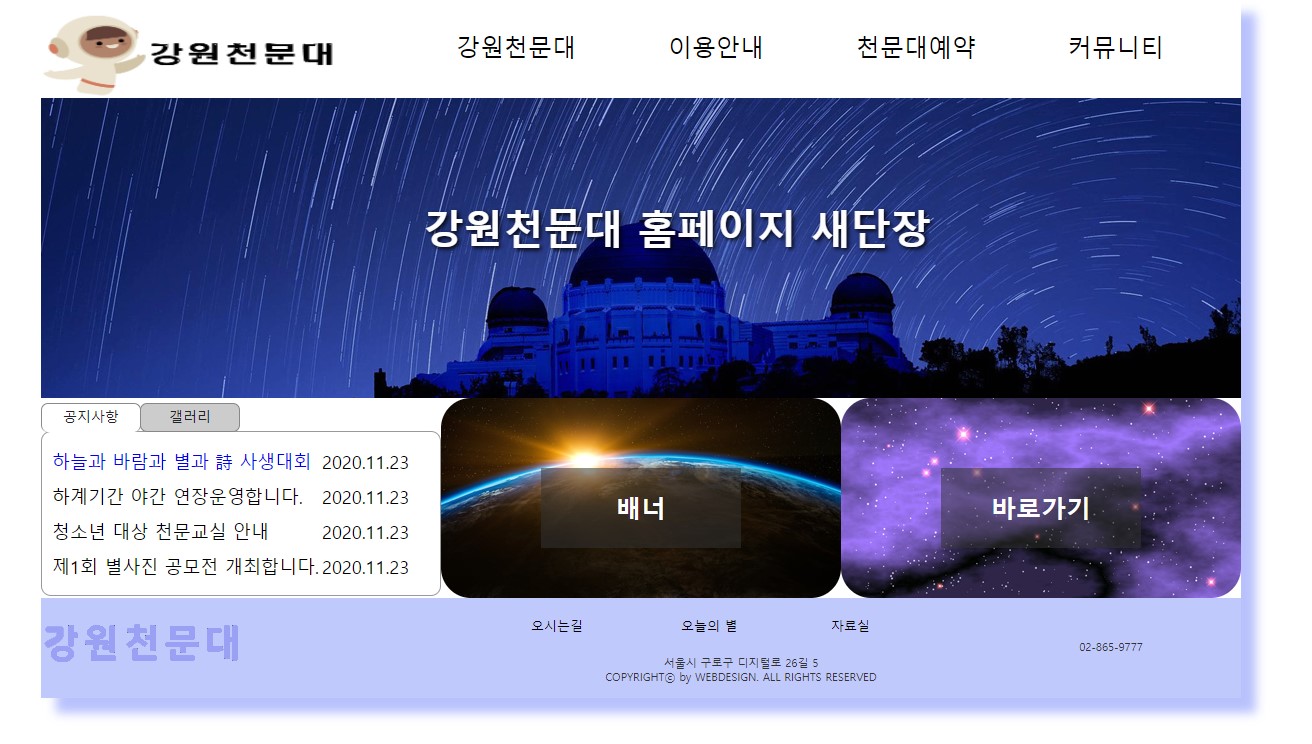 강원천문대
강원천문대 이용안내 천문대예약 커뮤니티
강원천문대 홈페이지 새단장
공지사항 갤러리
하늘과 바람과 별과 詩 사생대회 2020.11.23
하계기간 야간 연장운영합니다. 2020.11.23
청소년 대상 천문교실 안내 2020.11.23
제1회 별사진 공모전 개최합니다. 2020.11.23
배너
바로가기
강원천문대
오시는길 오늘의 별 자료실
서울시 구로구 디지털로 26길 5
COPYRIGHTⓒ by WEBDESIGN. ALL RIGHTS RESERVED
02-865-9777